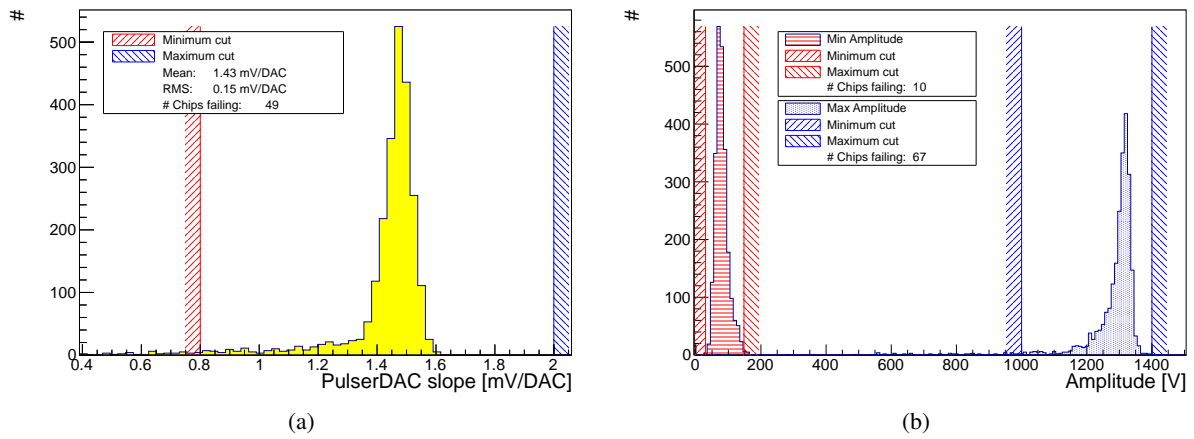 #
Minimum cut
Maximum cut
Mean: 1.43 mV/DAC
RMS: 0.15 mV/DAC
# Chips failing: 49
500
400
300
200
100
0
0.4 0.6 0.8 1 1.2 1.4 1.6 1.8 2
PulserDAC slope [mV/DAC]
(a)
#
Min Amplitude
Minimum cut
Maximum cut
# Chips failing: 10
Max Amplitude
Minimum cut
Maximum cut
# Chips failing: 67
500
400
300
200
100
0
0 200 400 600 800 1000 1200 1400
Amplitude [V]
(b)